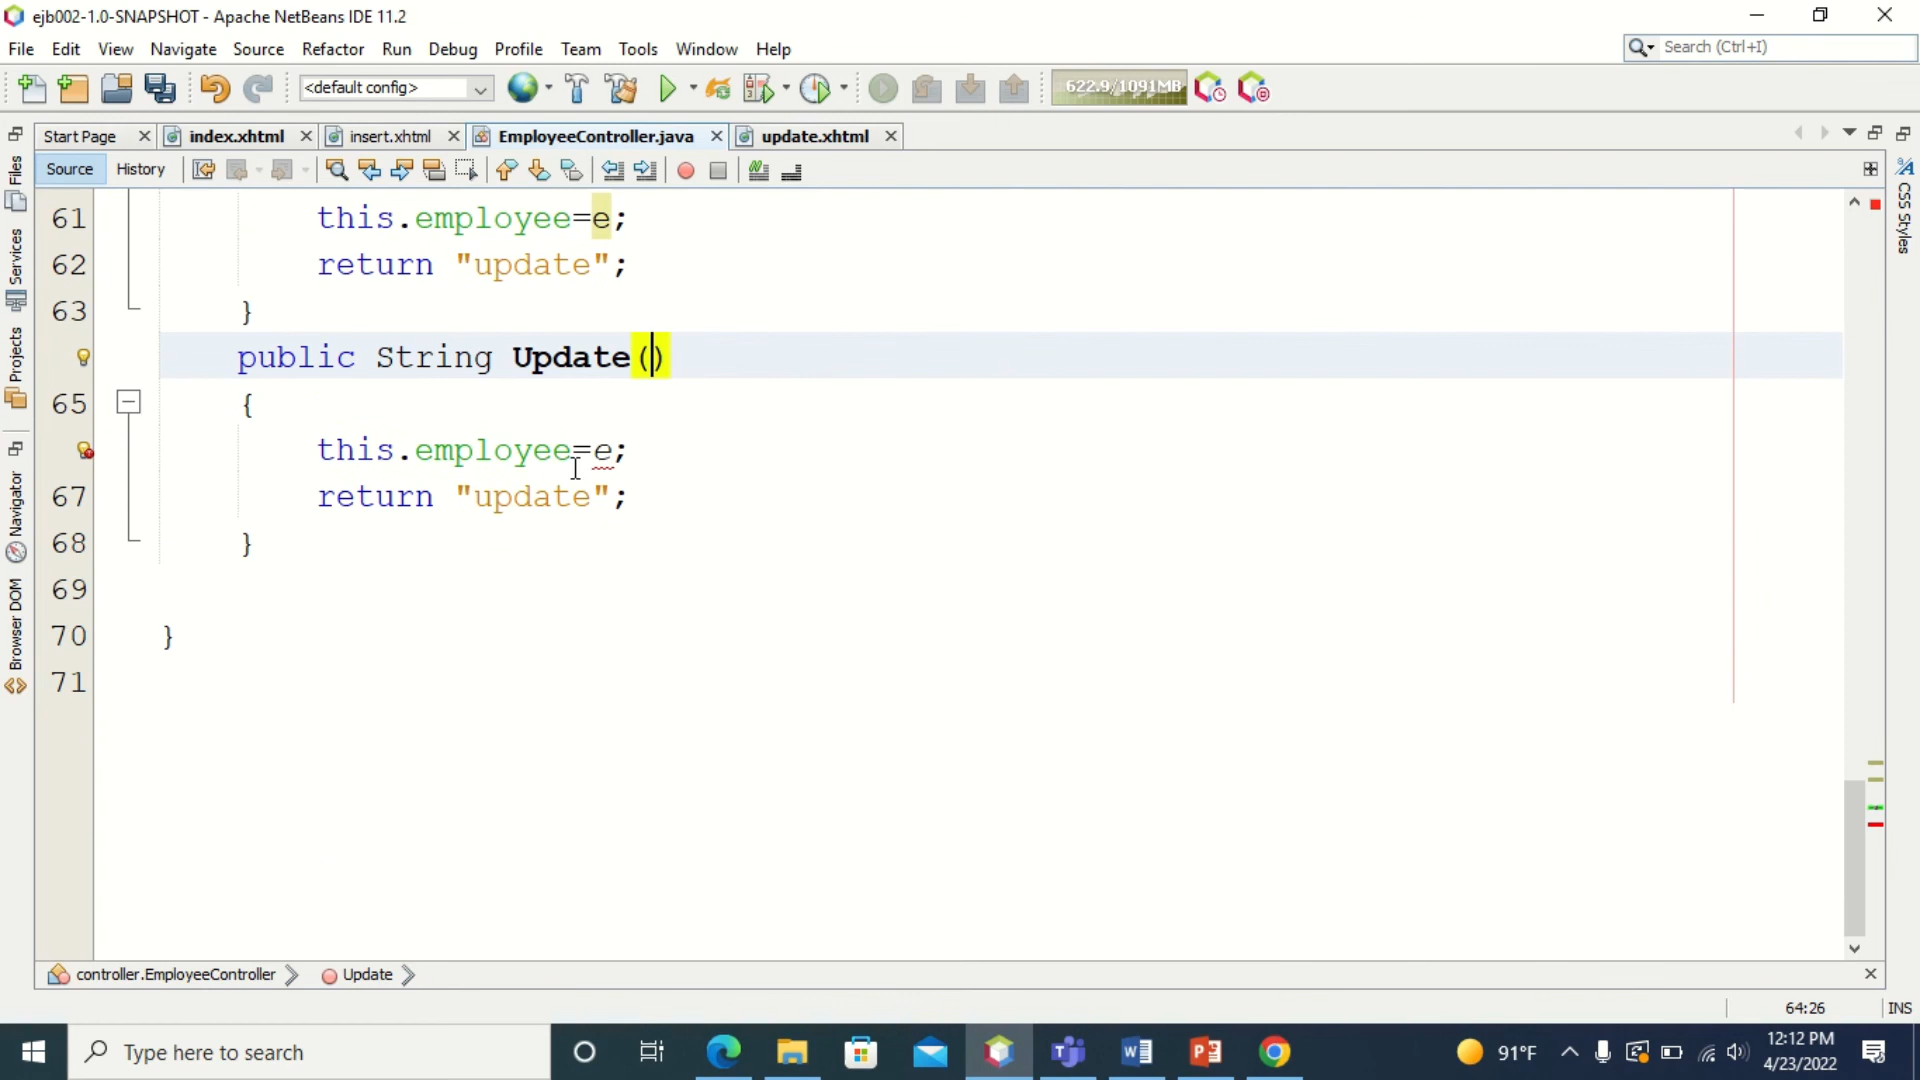 ejb002-1.0-SNAPSHOT - Apache NetBeans IDE 11.2
File Edit View Navigate Source Refactor Run Debug Profile Team Tools Window Help
Search (Ctrl+I)
<default config>
622.9/1091MB
Start Page index.xhtml insert.xhtml EmployeeController.java update.xhtml
Source History
Files
Services
Projects
Navigator
Browser DOM
CSS Styles
61 this.employee=e;
62 return "update";
63 }
public String Update()
65 {
this.employee=e;
67 return "update";
68 }
69
70 }
71
controller.EmployeeController Update
64:26 INS
Type here to search
91°F
12:12 PM
4/23/2022